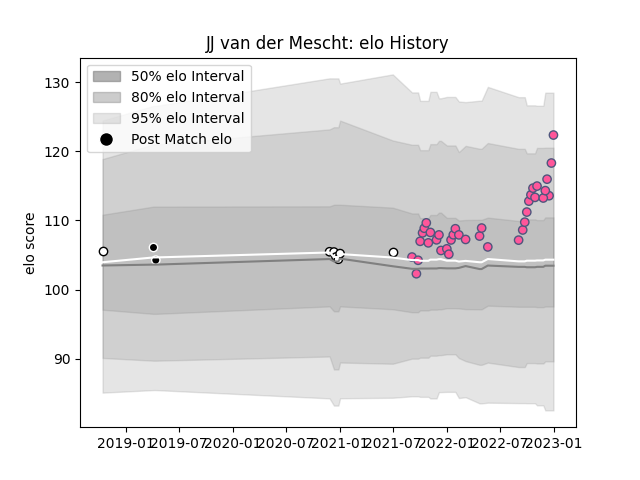 JJ van der Mescht: elo History
50% elo Interval
80% elo Interval
95% elo Interval
Post Match elo
elo score
130
120
110
100
90
2019-01 2019-07 2020-01 2020-07 2021-01 2021-07 2022-01 2022-07 2023-01